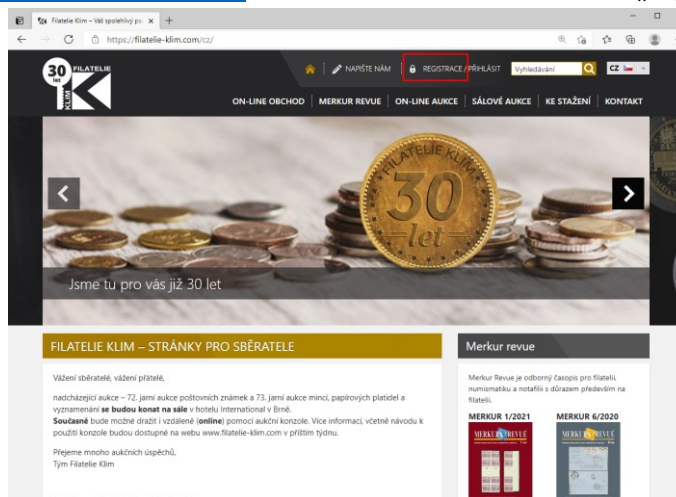 Filatelie Klim – Váš spolehlivý par
https://filatelie-klim.com/cz/
30 let FILATELIE KLIM
NAPIŠTE NÁM
REGISTRACE / PŘIHLÁSIT
Vyhledávání
CZ
ON-LINE OBCHOD
MERKUR REVUE
ON-LINE AUKCE
SÁLOVÉ AUKCE
KE STAŽENÍ
KONTAKT
FILATELIE KLIM
30
let
Jsme tu pro vás již 30 let
FILATELIE KLIM – STRÁNKY PRO SBĚRATELE
Vážení sběratelé, vážení přátelé,
nadcházející aukce – 72. jarní aukce poštovních známek a 73. jarní aukce mincí, papírových platidel a
vyznamenání se budou konat na sále v hotelu International v Brně.
Současně bude možné dražit i vzdáleně (online) pomocí aukční konzole. Více informací, včetně návodu k
použití konzole budou dostupné na webu www.filatelie-klim.com v příštím týdnu.
Přejeme mnoho aukčních úspěchů,
Tým Filatelie Klim
Merkur revue
Merkur Revue je odborný časopis pro filatelii,
numismatiku a notafilii s důrazem především na
filatelii.
MERKUR 1/2021
MERKUR 6/2020
MERKUR REVUE
MERKUR REVUE